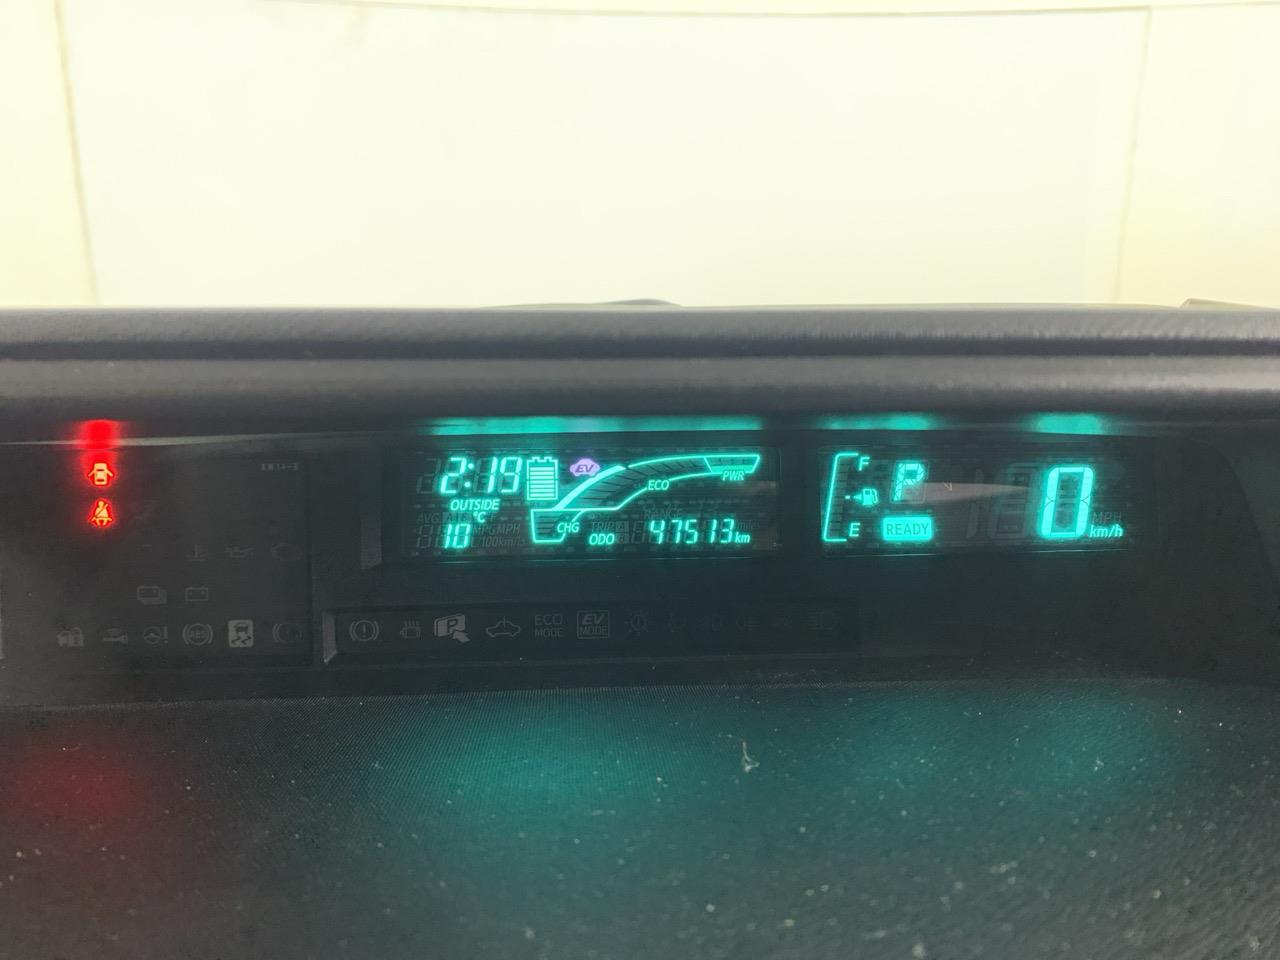 2:19
EV
F
P
PWR
ECO
OUTSIDE
°C
10
CHG
ODO
47513 km
E
READY
0
MPH
km/h
ABS
P
ECO
MODE
EV
MODE